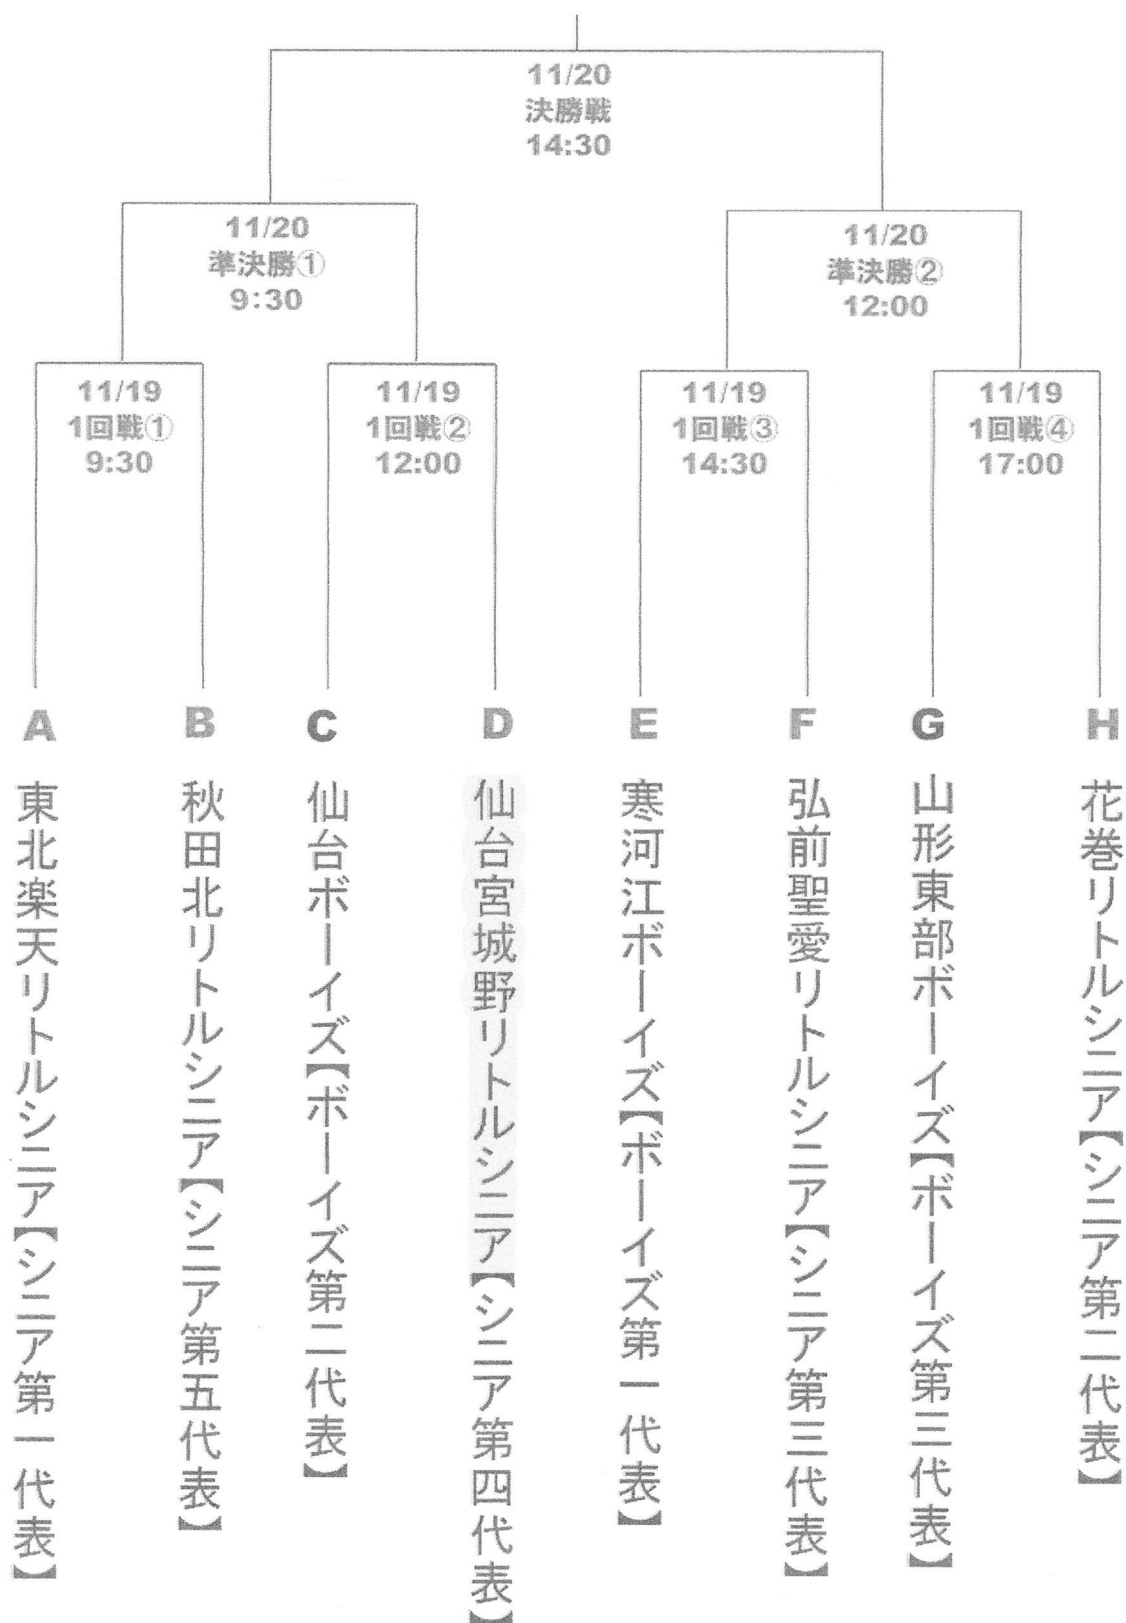 11/20
決勝戦
14:30
11/20
準決勝①
9:30
11/20
準決勝②
12:00
11/19
1回戦①
9:30
11/19
1回戦②
12:00
11/19
1回戦③
14:30
11/19
1回戦④
17:00
A
B
C
D
E
F
G
H
東北楽天リトルシニア【シニア第一代表】
秋田北リトルシニア【シニア第五代表】
仙台ボーイズ【ボーイズ第二代表】
仙台宮城野リトルシニア【シニア第四代表】
寒河江ボーイズ【ボーイズ第一代表】
弘前聖愛リトルシニア【シニア第三代表】
山形東部ボーイズ【ボーイズ第三代表】
花巻リトルシニア【シニア第二代表】